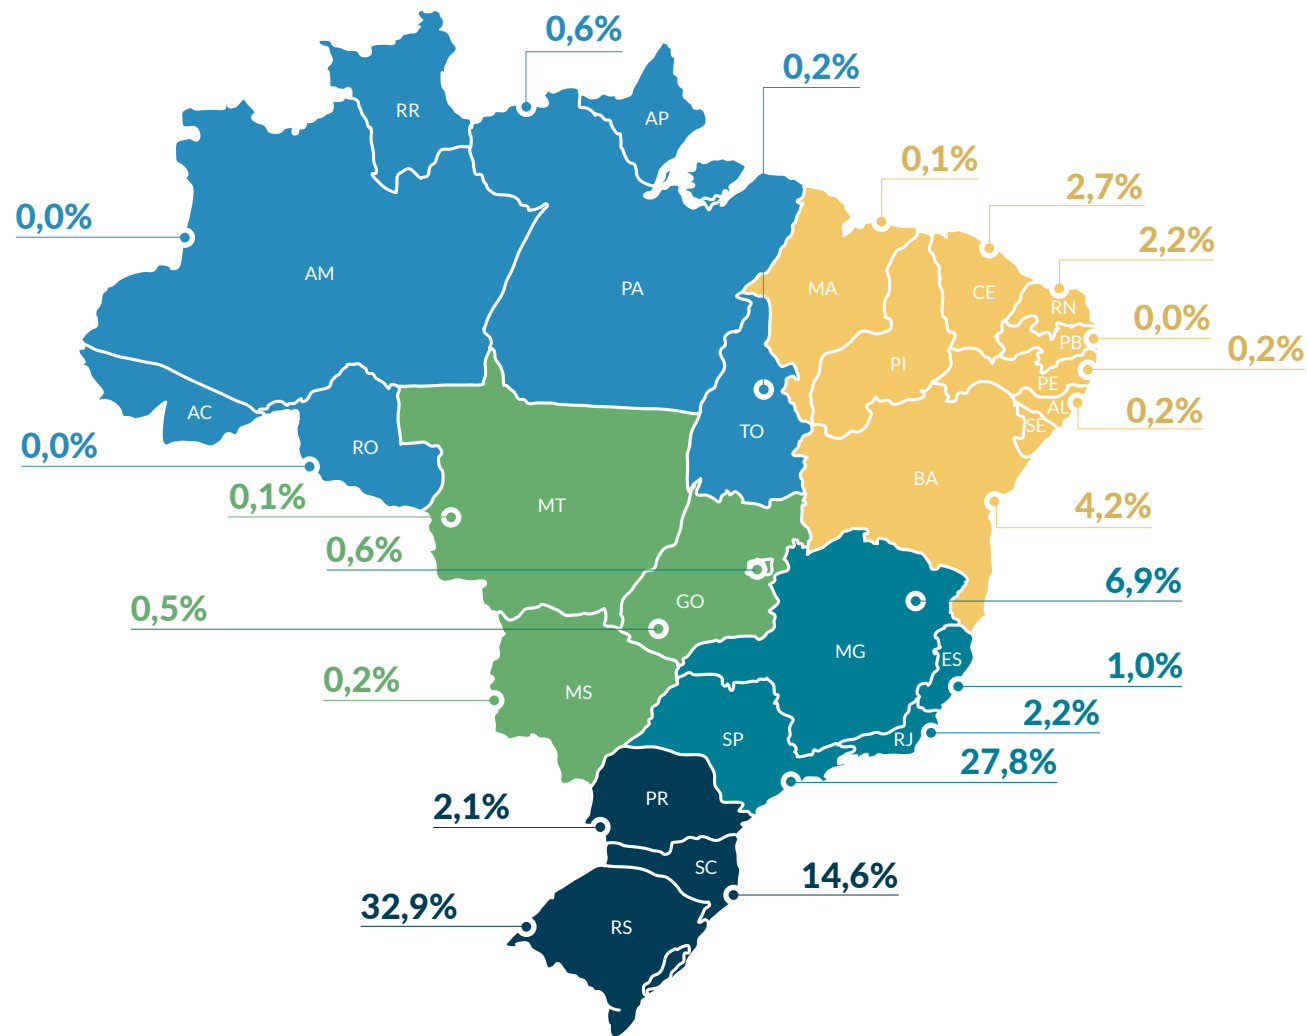 0,6%
0,2%
RR
AP
0,1%
2,7%
0,0%
2,2%
AM
PA
MA
CE
RN
0,0%
PB
0,2%
PI
PE
AC
TO
AL
0,2%
SE
0,0%
RO
BA
0,1%
MT
4,2%
0,6%
6,9%
0,5%
GO
MG
ES
1,0%
0,2%
MS
2,2%
SP
RJ
27,8%
2,1%
PR
SC
14,6%
32,9%
RS